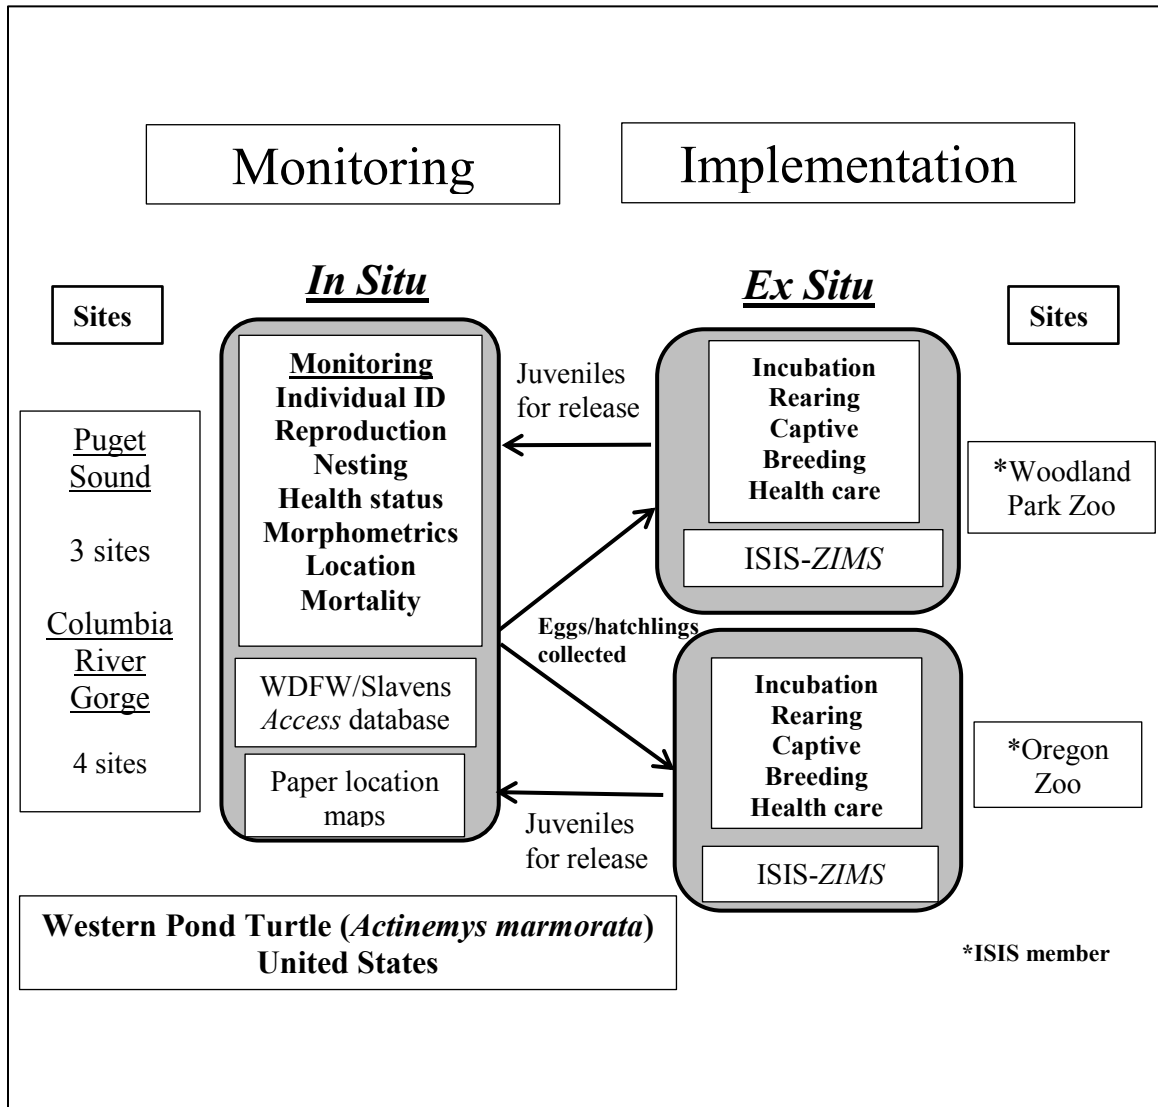 Monitoring
Implementation
In Situ
Ex Situ
Sites
Sites
Puget
Sound
3 sites
Columbia
River
Gorge
4 sites
Monitoring
Individual ID
Reproduction
Nesting
Health status
Morphometrics
Location
Mortality
WDFW/Slavens
Access database
Paper location
maps
Juveniles
for release
Eggs/hatchlings
collected
Juveniles
for release
Incubation
Rearing
Captive
Breeding
Health care
ISIS-ZIMS
*Woodland
Park Zoo
Incubation
Rearing
Captive
Breeding
Health care
ISIS-ZIMS
*Oregon
Zoo
Western Pond Turtle (Actinemys marmorata)
United States
*ISIS member